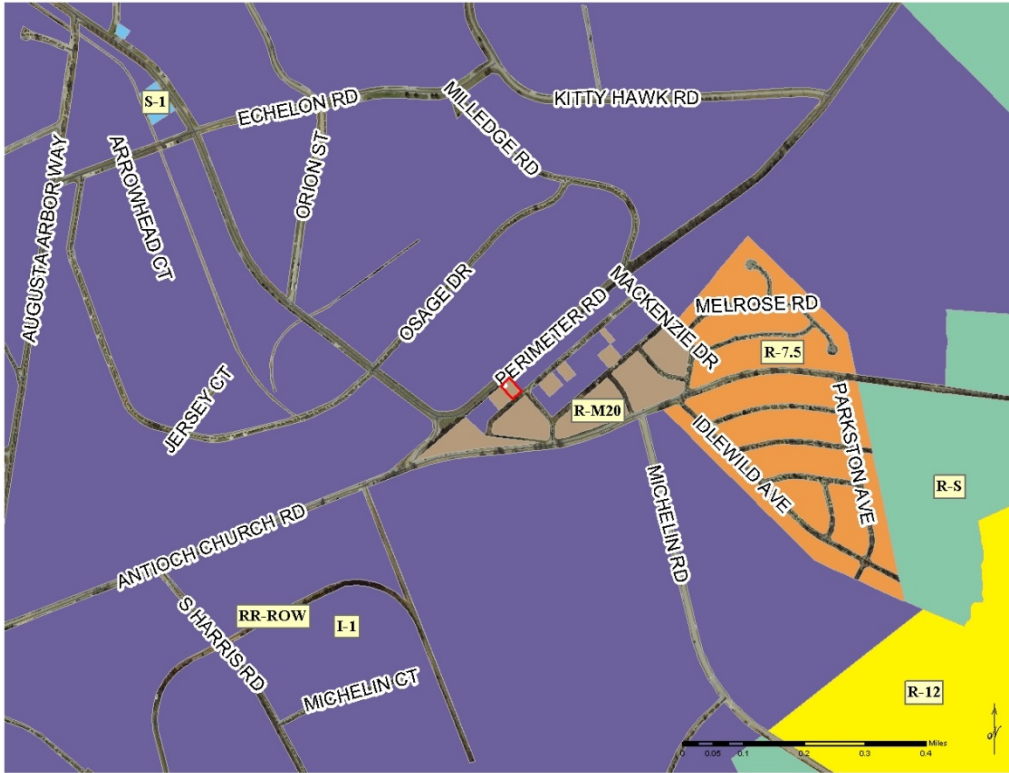 S-1
ECHELON RD
MILLEDGE RD
KITTY HAWK RD
AUGUSTA ARBOR WAY
ARROWHEAD CT
ORION ST
OSAGE DR
MACKENZIE DR
MELROSE RD
PERIMETER RD
R-7.5
JERSEY CT
R-M20
IDLEWILD AVE
PARKSTON AVE
R-S
MICHELIN RD
ANTIOCH CHURCH RD
S HARRIS RD
RR-ROW
I-1
MICHELIN CT
R-12
Miles
0 0.05 0.1 0.2 0.3 0.4